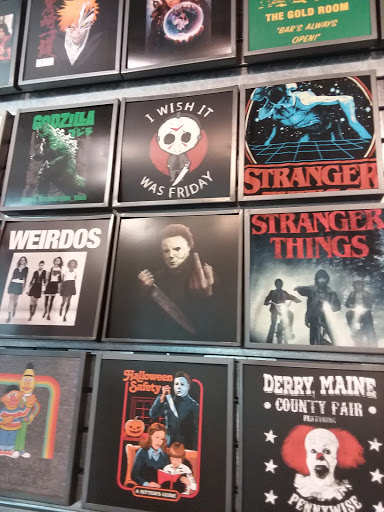 THE GOLD ROOM
"BAR'S ALWAYS
OPEN!"
GODZILLA
I WISH IT
WAS FRIDAY
STRANGER
WEIRDOS
STRANGER
THINGS
Halloween
Safety
A SITTER'S GUIDE
DERRY, MAINE
COUNTY FAIR
FEATURING
PENNYWISE